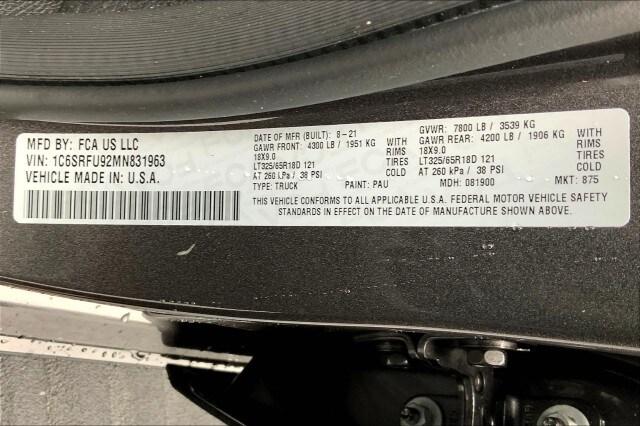 MFD BY: FCA US LLC
VIN: 1C6SRFU92MN831963
VEHICLE MADE IN: U.S.A.
DATE OF MFR (BUILT): 8-21 GVWR: 7800 LB / 3539 KG
GAWR FRONT: 4300 LB / 1951 KG WITH GAWR REAR: 4200 LB / 1906 KG WITH
18X9.0 RIMS 18X9.0 RIMS
LT325/65R18D 121 TIRES LT325/65R18D 121 TIRES
AT 260 kPa / 38 PSI COLD AT 260 kPa / 38 PSI COLD
TYPE: TRUCK PAINT: PAU MDH: 081900 MKT: 875
THIS VEHICLE CONFORMS TO ALL APPLICABLE U.S.A. FEDERAL MOTOR VEHICLE SAFETY
STANDARDS IN EFFECT ON THE DATE OF MANUFACTURE SHOWN ABOVE.